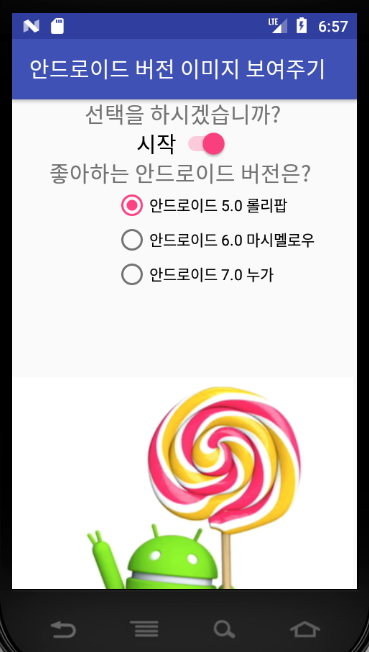 LTE 6:57
안드로이드 버전 이미지 보여주기
선택을 하시겠습니까?
시작
좋아하는 안드로이드 버전은?
안드로이드 5.0 롤리팝
안드로이드 6.0 마시멜로우
안드로이드 7.0 누가